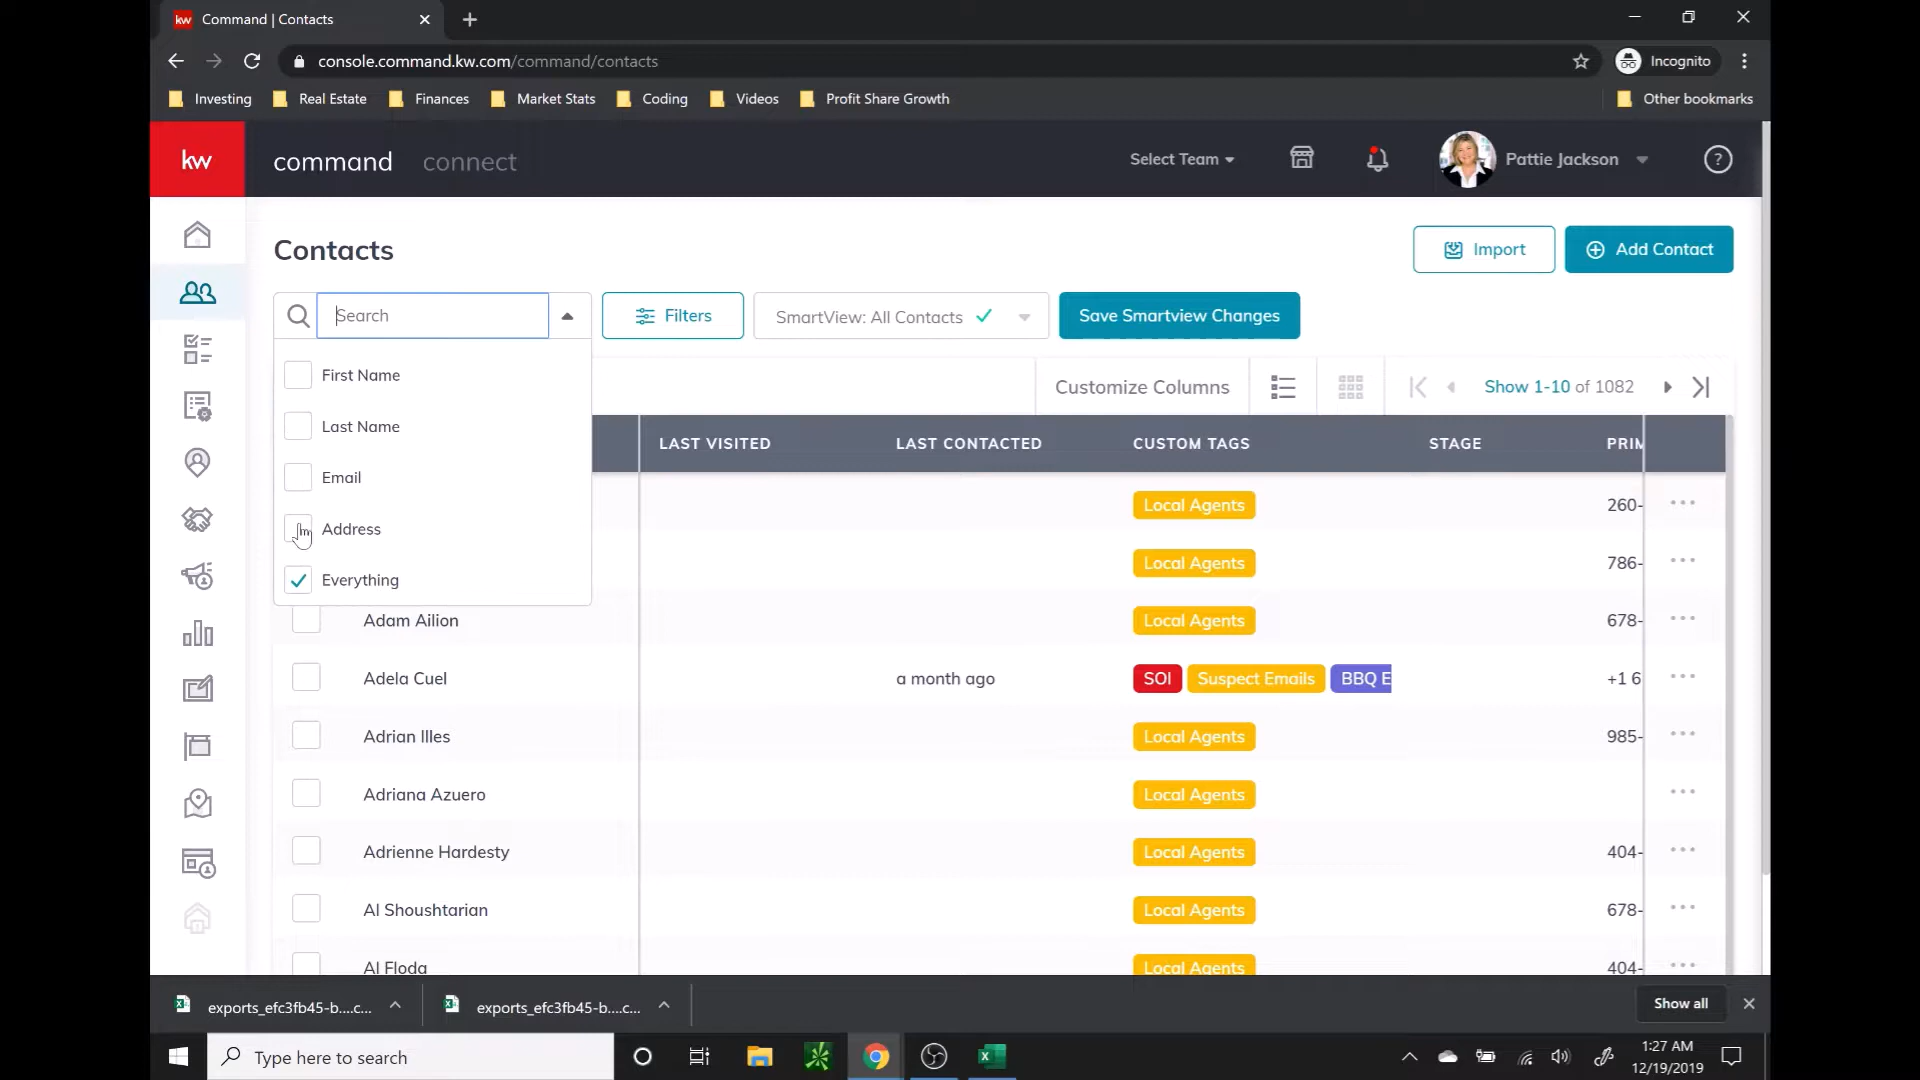 kw Command | Contacts
console.command.kw.com/command/contacts
Incognito
Investing Real Estate Finances Market Stats Coding Videos Profit Share Growth Other bookmarks
kw command connect Select Team Pattie Jackson ?
Contacts
Import Add Contact
Search Filters SmartView: All Contacts Save Smartview Changes
First Name
Last Name
Email
Address
Everything
Customize Columns Show 1-10 of 1082
LAST VISITED LAST CONTACTED CUSTOM TAGS STAGE PRIM
Local Agents 260-
Local Agents 786-
Adam Ailion Local Agents 678-
Adela Cuel a month ago SOI Suspect Emails BBQ E +1 6
Adrian Illes Local Agents 985-
Adriana Azuero Local Agents
Adrienne Hardesty Local Agents 404-
Al Shoushtarian Local Agents 678-
Al Floda Local Agents 404-
exports_efc3fb45-b....c... exports_efc3fb45-b....c... Show all
Type here to search
1:27 AM
12/19/2019